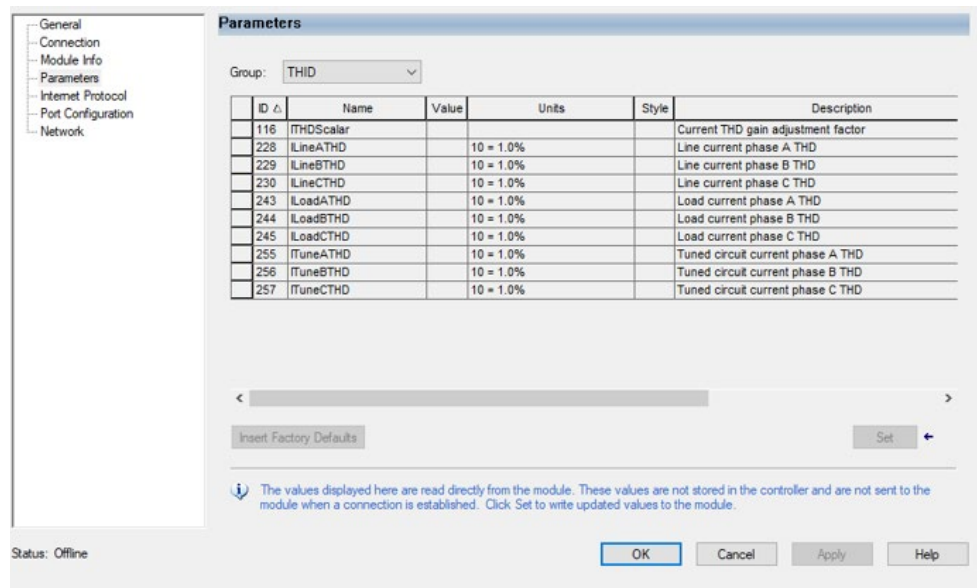 General
Connection
Module Info
Parameters
Internet Protocol
Port Configuration
Network
Parameters
Group: THID
ID Name Value Units Style Description
116 ITHDScalar Current THD gain adjustment factor
228 ILineATHD 10 = 1.0% Line current phase A THD
229 ILineBTHD 10 = 1.0% Line current phase B THD
230 ILineCTHD 10 = 1.0% Line current phase C THD
243 ILoadATHD 10 = 1.0% Load current phase A THD
244 ILoadBTHD 10 = 1.0% Load current phase B THD
245 ILoadCTHD 10 = 1.0% Load current phase C THD
255 ITuneATHD 10 = 1.0% Tuned circuit current phase A THD
256 ITuneBTHD 10 = 1.0% Tuned circuit current phase B THD
257 ITuneCTHD 10 = 1.0% Tuned circuit current phase C THD
Insert Factory Defaults Set
The values displayed here are read directly from the module. These values are not stored in the controller and are not sent to the
module when a connection is established. Click Set to write updated values to the module.
Status: Offline OK Cancel Apply Help